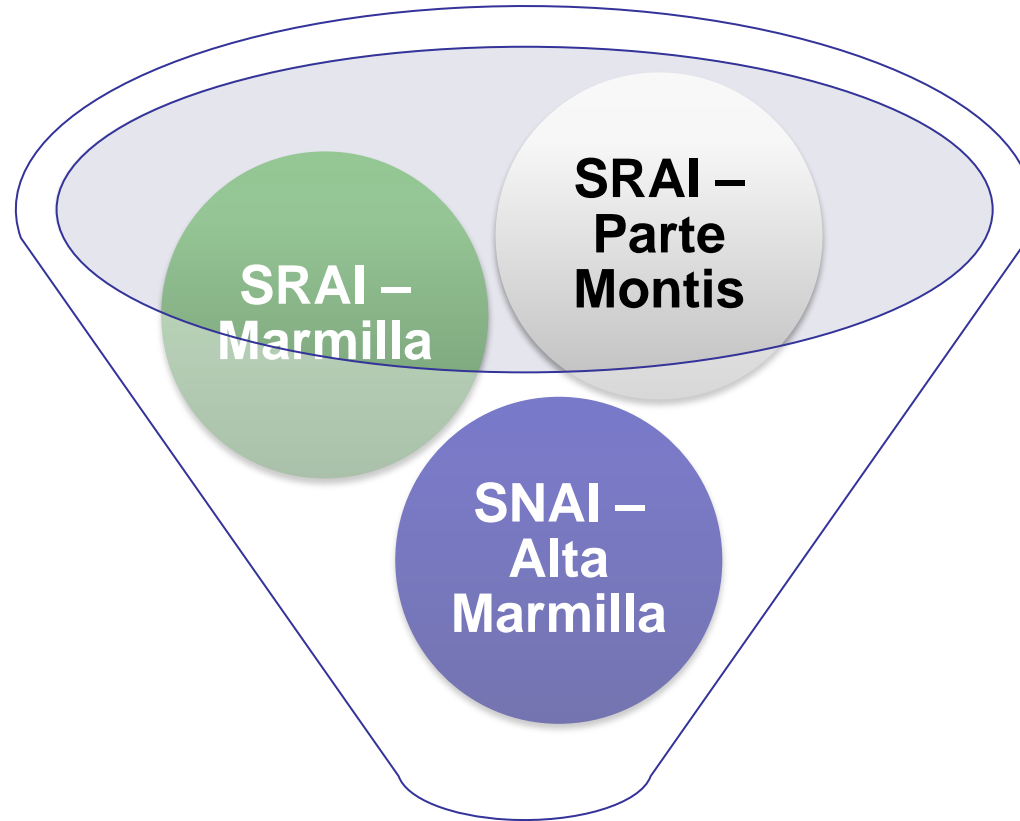 SRAI –
Parte
Montis
SRAI –
Marmilla
SNAI –
Alta
Marmilla